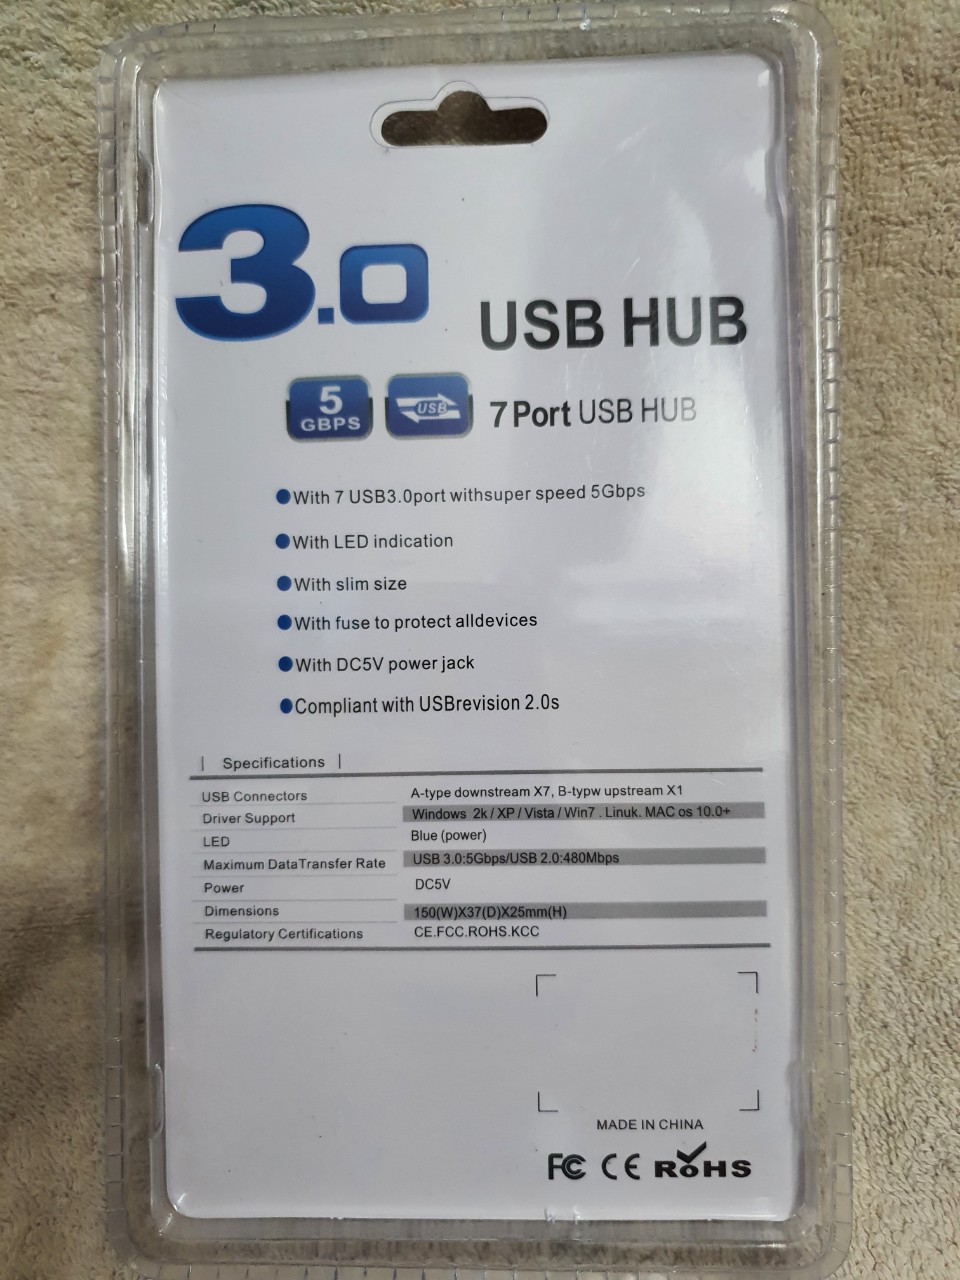 3.0
USB HUB
5
GBPS
USB
7 Port USB HUB
With 7 USB3.0port withsuper speed 5Gbps
With LED indication
With slim size
With fuse to protect alldevices
With DC5V power jack
Compliant with USBrevision 2.0s
| Specifications |
USB Connectors A-type downstream X7, B-typw upstream X1
Driver Support Windows 2k / XP / Vista / Win7 . Linuk. MAC os 10.0+
LED Blue (power)
Maximum DataTransfer Rate USB 3.0:5Gbps/USB 2.0:480Mbps
Power DC5V
Dimensions 150(W)X37(D)X25mm(H)
Regulatory Certifications CE.FCC.ROHS.KCC
MADE IN CHINA
FC CE RoHS